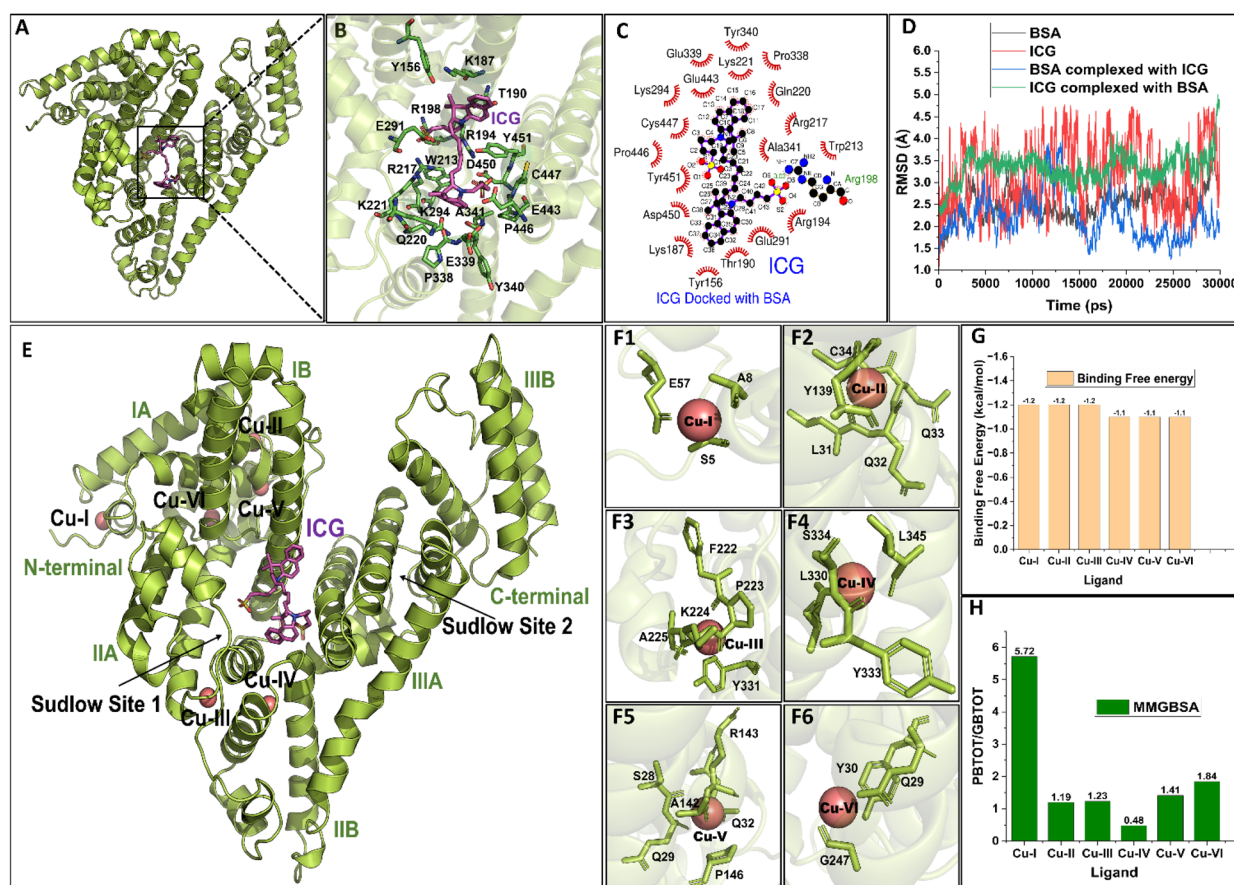 A
B
Y156
K187
T190
ICG
R198
E291
R194
Y451
W213
D450
R217
C447
K221
K294
A341
E443
P446
Q220
E339
P338
Y340
C
Tyr340
Glu339
Lys221
Pro338
Lys294
Glu443
Gln220
Cys447
Arg217
Pro446
Ala341
Trp213
Tyr451
Arg198
Asp450
Arg194
Lys187
Glu291
Thr190
ICG
Tyr156
ICG Docked with BSA
D
BSA
ICG
BSA complexed with ICG
ICG complexed with BSA
RMSD (A)
6.0
5.5
5.0
4.5
4.0
3.5
3.0
2.5
2.0
1.5
1.0
0 5000 10000 15000 20000 25000 30000
Time (ps)
E
IB
IIIB
IA
Cu-II
Cu-VI
Cu-V
Cu-I
ICG
N-terminal
C-terminal
Sudlow Site 2
IIA
Cu-IV
IIIA
Sudlow Site 1
Cu-III
IIB
F1
E57
A8
Cu-I
S5
F2
C34
Cu-II
Y139
Q33
L31
Q32
F3
F222
P223
K224
A225
Cu-III
Y331
F4
S334
L345
L330
Cu-IV
Y333
F5
R143
S28
A142
Q32
Cu-V
Q29
P146
F6
Y30
Q29
Cu-VI
G247
G
Binding Free energy
Binding Free Energy (kcal/mol)
−1.6
−1.4
−1.2
−1.0
−0.8
−0.6
−0.4
−0.2
0.0
-1.2 -1.2 -1.2 -1.1 -1.1 -1.1
Cu-I Cu-II Cu-III Cu-IV Cu-V Cu-VI
Ligand
H
MMGBSA
PBTOT/GBTOT
6
5
4
3
2
1
0
5.72 1.19 1.23 0.48 1.41 1.84
Cu-I Cu-II Cu-III Cu-IV Cu-V Cu-VI
Ligand